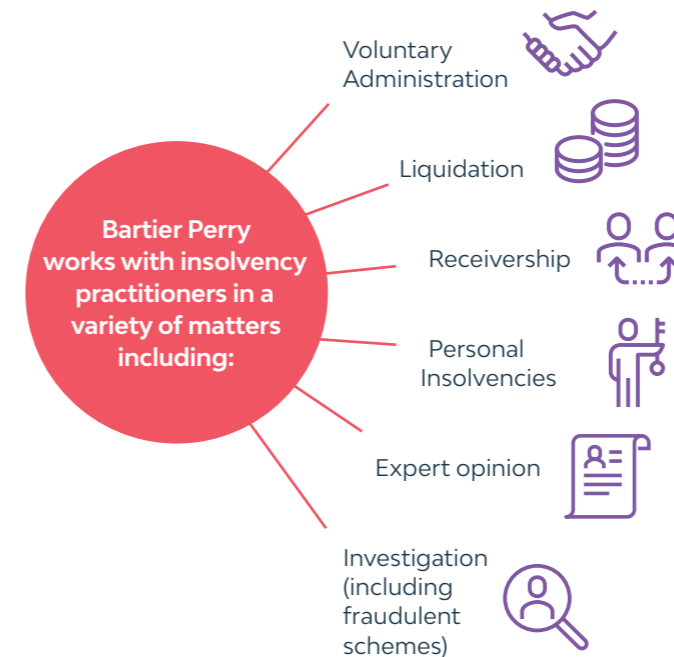 Bartier Perry
works with insolvency
practitioners in a
variety of matters
including:
Voluntary
Administration
Liquidation
Receivership
Personal
Insolvencies
Expert opinion
Investigation
(including
fraudulent
schemes)